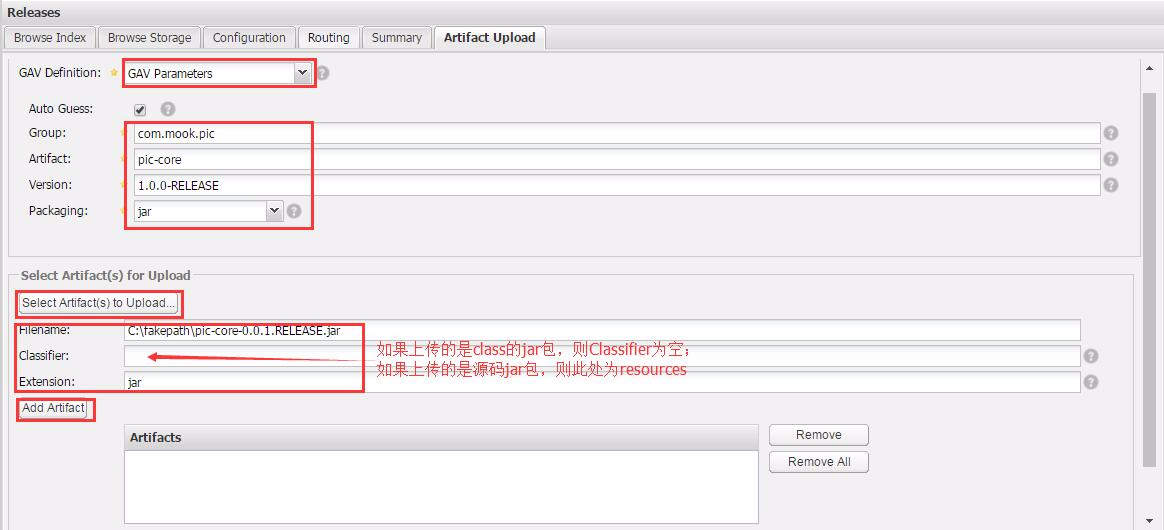 Releases
Browse Index Browse Storage Configuration Routing Summary Artifact Upload
GAV Definition: GAV Parameters
Auto Guess:
Group: com.mook.pic
Artifact: pic-core
Version: 1.0.0-RELEASE
Packaging: jar
Select Artifact(s) for Upload
Select Artifact(s) to Upload...
Filename: C:\fakepath\pic-core-0.0.1.RELEASE.jar
Classifier: 如果上传的是class的jar包，则Classifier为空；
如果上传的是源码jar包，则此处为resources
Extension: jar
Add Artifact
Artifacts
Remove
Remove All